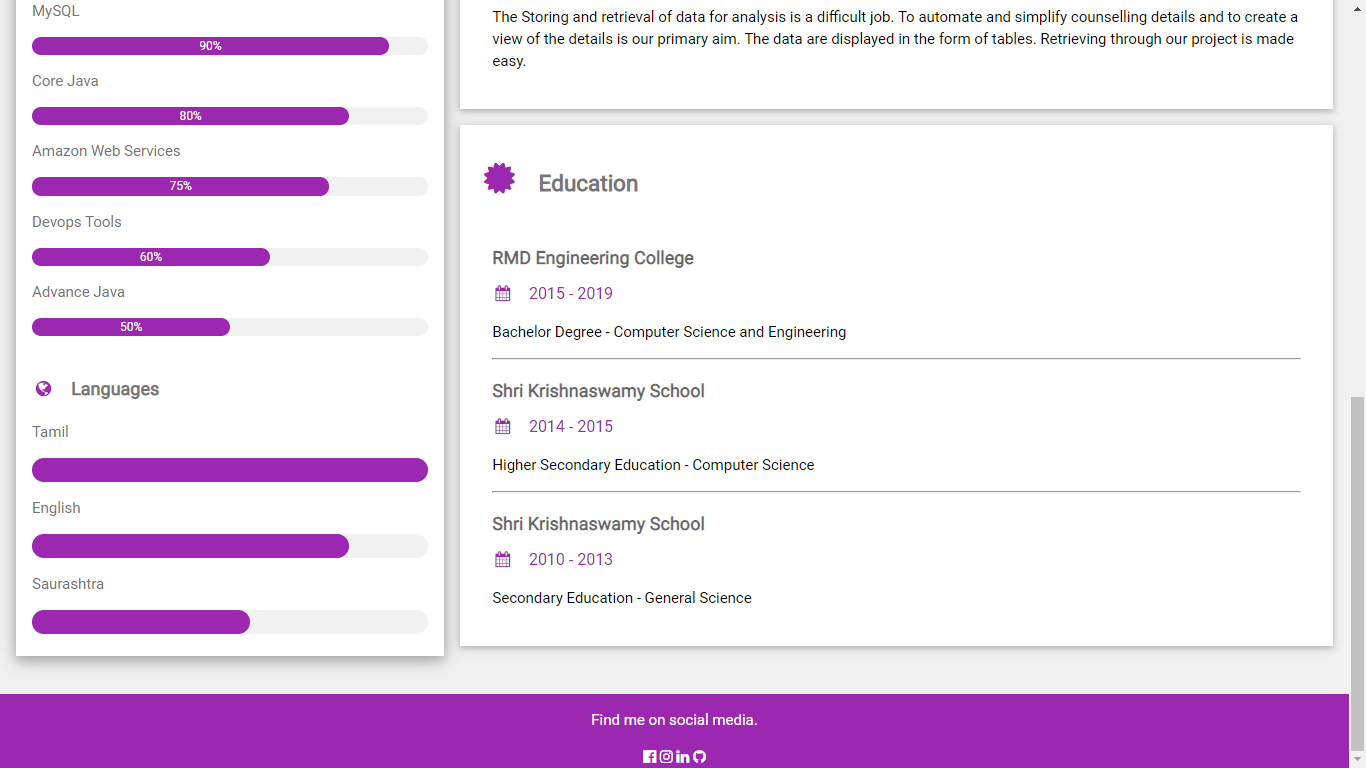 MySQL
90%
Core Java
80%
Amazon Web Services
75%
Devops Tools
60%
Advance Java
50%
Languages
Tamil
English
Saurashtra
The Storing and retrieval of data for analysis is a difficult job. To automate and simplify counselling details and to create a
view of the details is our primary aim. The data are displayed in the form of tables. Retrieving through our project is made
easy.
Education
RMD Engineering College
2015 - 2019
Bachelor Degree - Computer Science and Engineering
Shri Krishnaswamy School
2014 - 2015
Higher Secondary Education - Computer Science
Shri Krishnaswamy School
2010 - 2013
Secondary Education - General Science
Find me on social media.